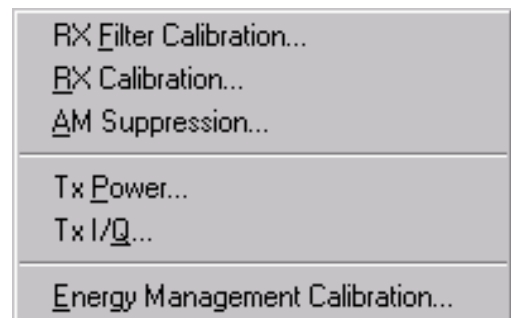 RX Filter Calibration...
RX Calibration...
AM Suppression...
Tx Power...
Tx I/Q...
Energy Management Calibration...